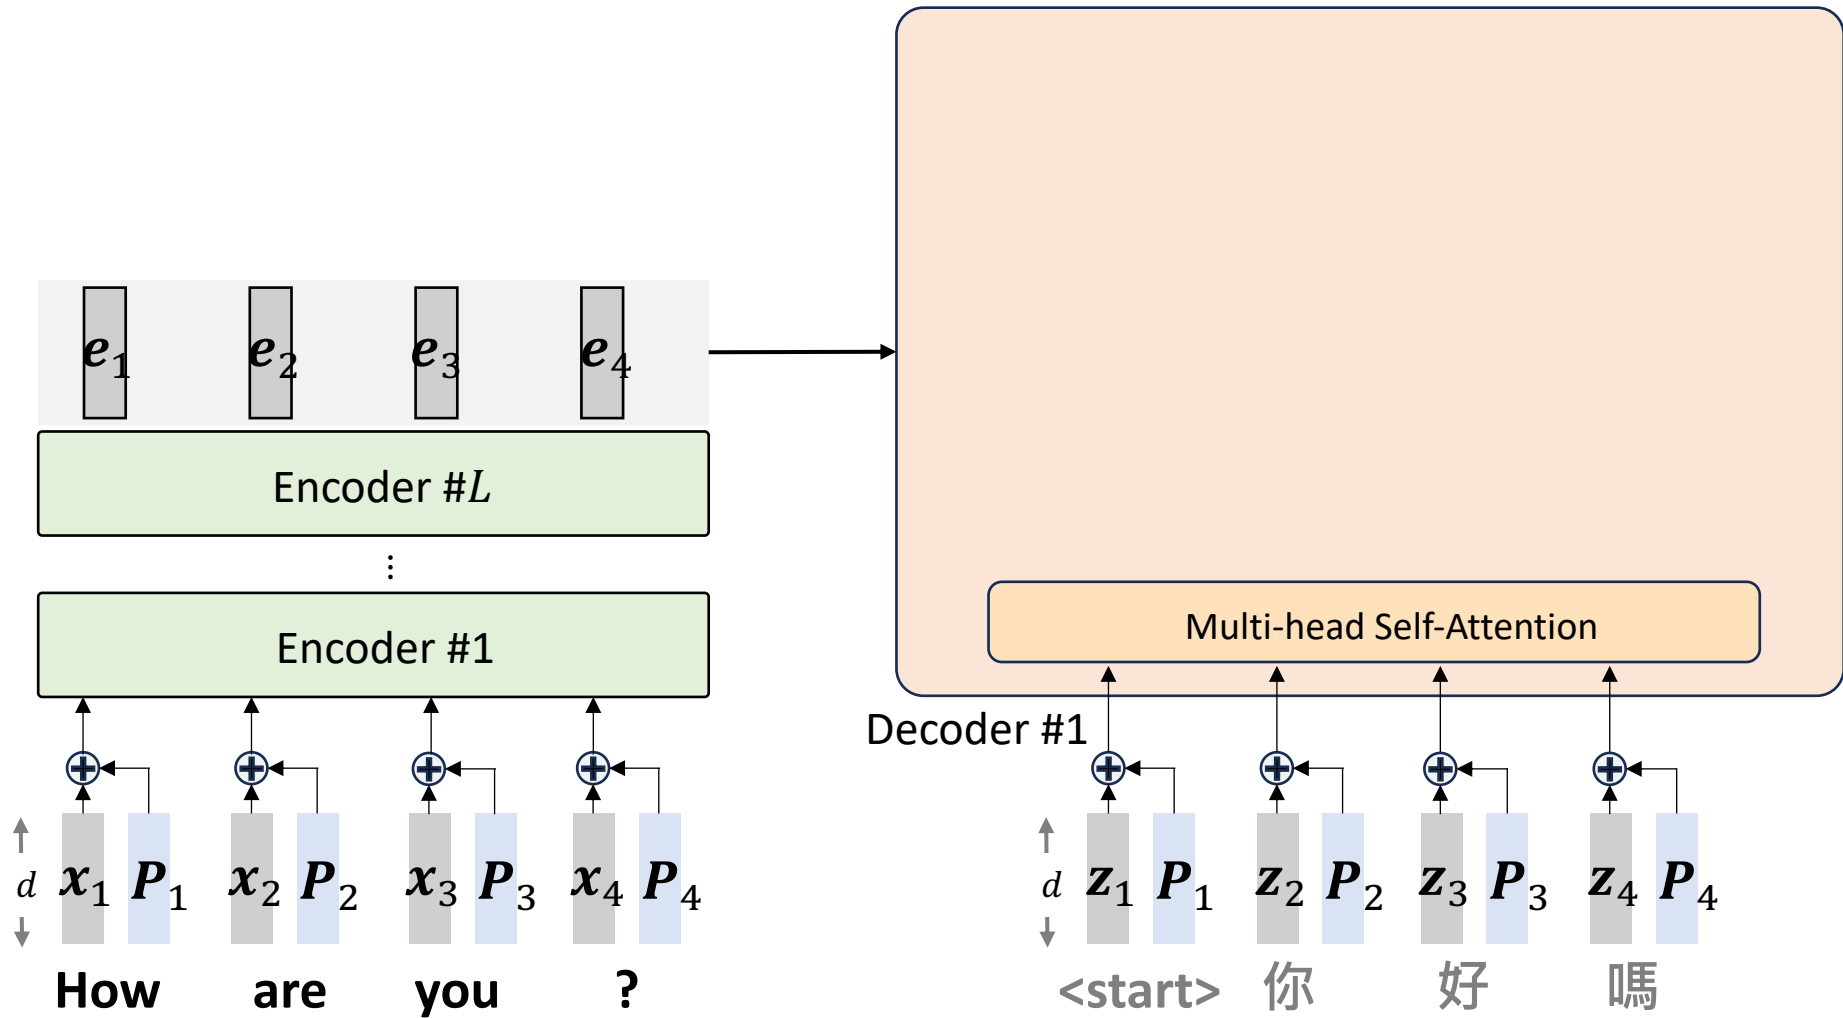 e₁ e₂ e₃ e₄
Encoder #L
⋮
Encoder #1
d x₁ P₁ x₂ P₂ x₃ P₃ x₄ P₄
How are you ?
Multi-head Self-Attention
Decoder #1
d z₁ P₁ z₂ P₂ z₃ P₃ z₄ P₄
<start> 你 好 嗎